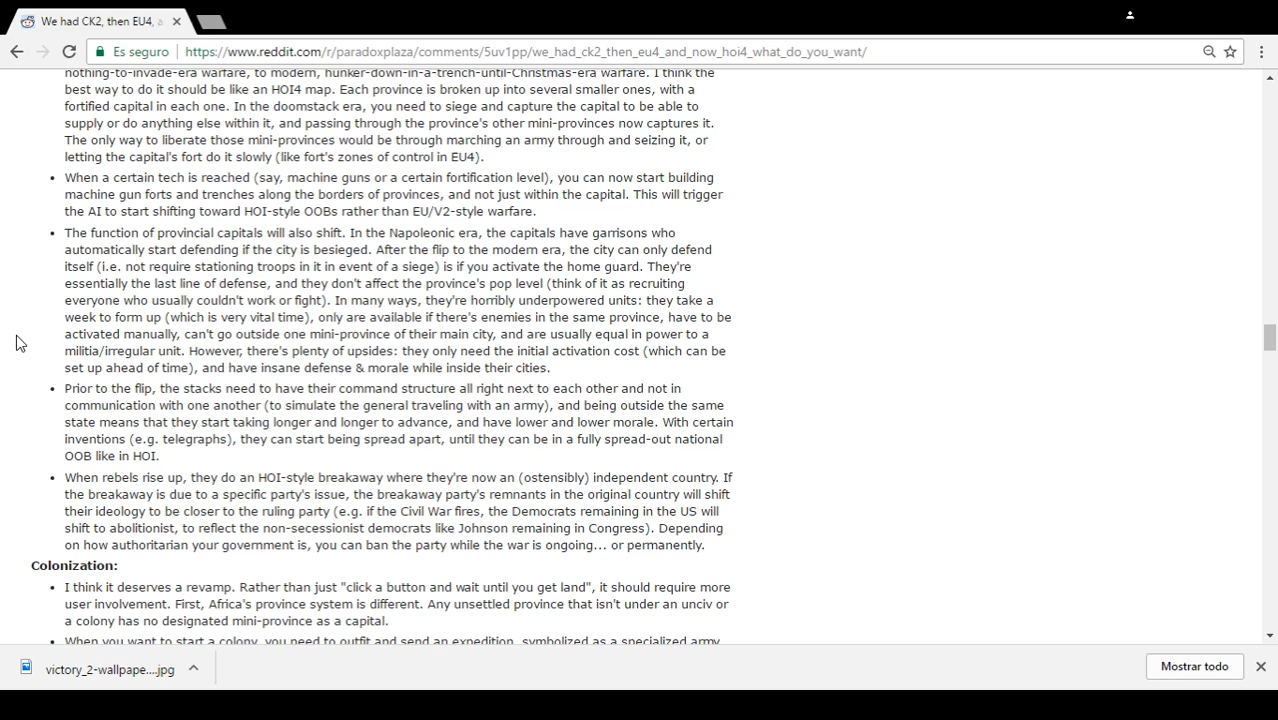 We had CK2, then EU4, a
Es seguro
https://www.reddit.com/r/paradoxplaza/comments/5uv1pp/we_had_ck2_then_eu4_and_now_hoi4_what_do_you_want/
nothing-to-invade-era warfare, to modern, hunker-down-in-a-trench-until-Christmas-era warfare. I think the
best way to do it should be like an HOI4 map. Each province is broken up into several smaller ones, with a
fortified capital in each one. In the doomstack era, you need to siege and capture the capital to be able to
supply or do anything else within it, and passing through the province's other mini-provinces now captures it.
The only way to liberate those mini-provinces would be through marching an army through and seizing it, or
letting the capital's fort do it slowly (like fort's zones of control in EU4).
• When a certain tech is reached (say, machine guns or a certain fortification level), you can now start building
machine gun forts and trenches along the borders of provinces, and not just within the capital. This will trigger
the AI to start shifting toward HOI-style OOBs rather than EU/V2-style warfare.
• The function of provincial capitals will also shift. In the Napoleonic era, the capitals have garrisons who
automatically start defending if the city is besieged. After the flip to the modern era, the city can only defend
itself (i.e. not require stationing troops in it in event of a siege) is if you activate the home guard. They're
essentially the last line of defense, and they don't affect the province's pop level (think of it as recruiting
everyone who usually couldn't work or fight). In many ways, they're horribly underpowered units: they take a
week to form up (which is very vital time), only are available if there's enemies in the same province, have to be
activated manually, can't go outside one mini-province of their main city, and are usually equal in power to a
militia/irregular unit. However, there's plenty of upsides: they only need the initial activation cost (which can be
set up ahead of time), and have insane defense & morale while inside their cities.
• Prior to the flip, the stacks need to have their command structure all right next to each other and not in
communication with one another (to simulate the general traveling with an army), and being outside the same
state means that they start taking longer and longer to advance, and have lower and lower morale. With certain
inventions (e.g. telegraphs), they can start being spread apart, until they can be in a fully spread-out national
OOB like in HOI.
• When rebels rise up, they do an HOI-style breakaway where they're now an (ostensibly) independent country. If
the breakaway is due to a specific party's issue, the breakaway party's remnants in the original country will shift
their ideology to be closer to the ruling party (e.g. if the Civil War fires, the Democrats remaining in the US will
shift to abolitionist, to reflect the non-secessionist democrats like Johnson remaining in Congress). Depending
on how authoritarian your government is, you can ban the party while the war is ongoing... or permanently.
Colonization:
• I think it deserves a revamp. Rather than just "click a button and wait until you get land", it should require more
user involvement. First, Africa's province system is different. Any unsettled province that isn't under an unciv or
a colony has no designated mini-province as a capital.
• When you want to start a colony, you need to outfit and send an expedition, symbolized as a specialized army
victory_2-wallpape....jpg
Mostrar todo